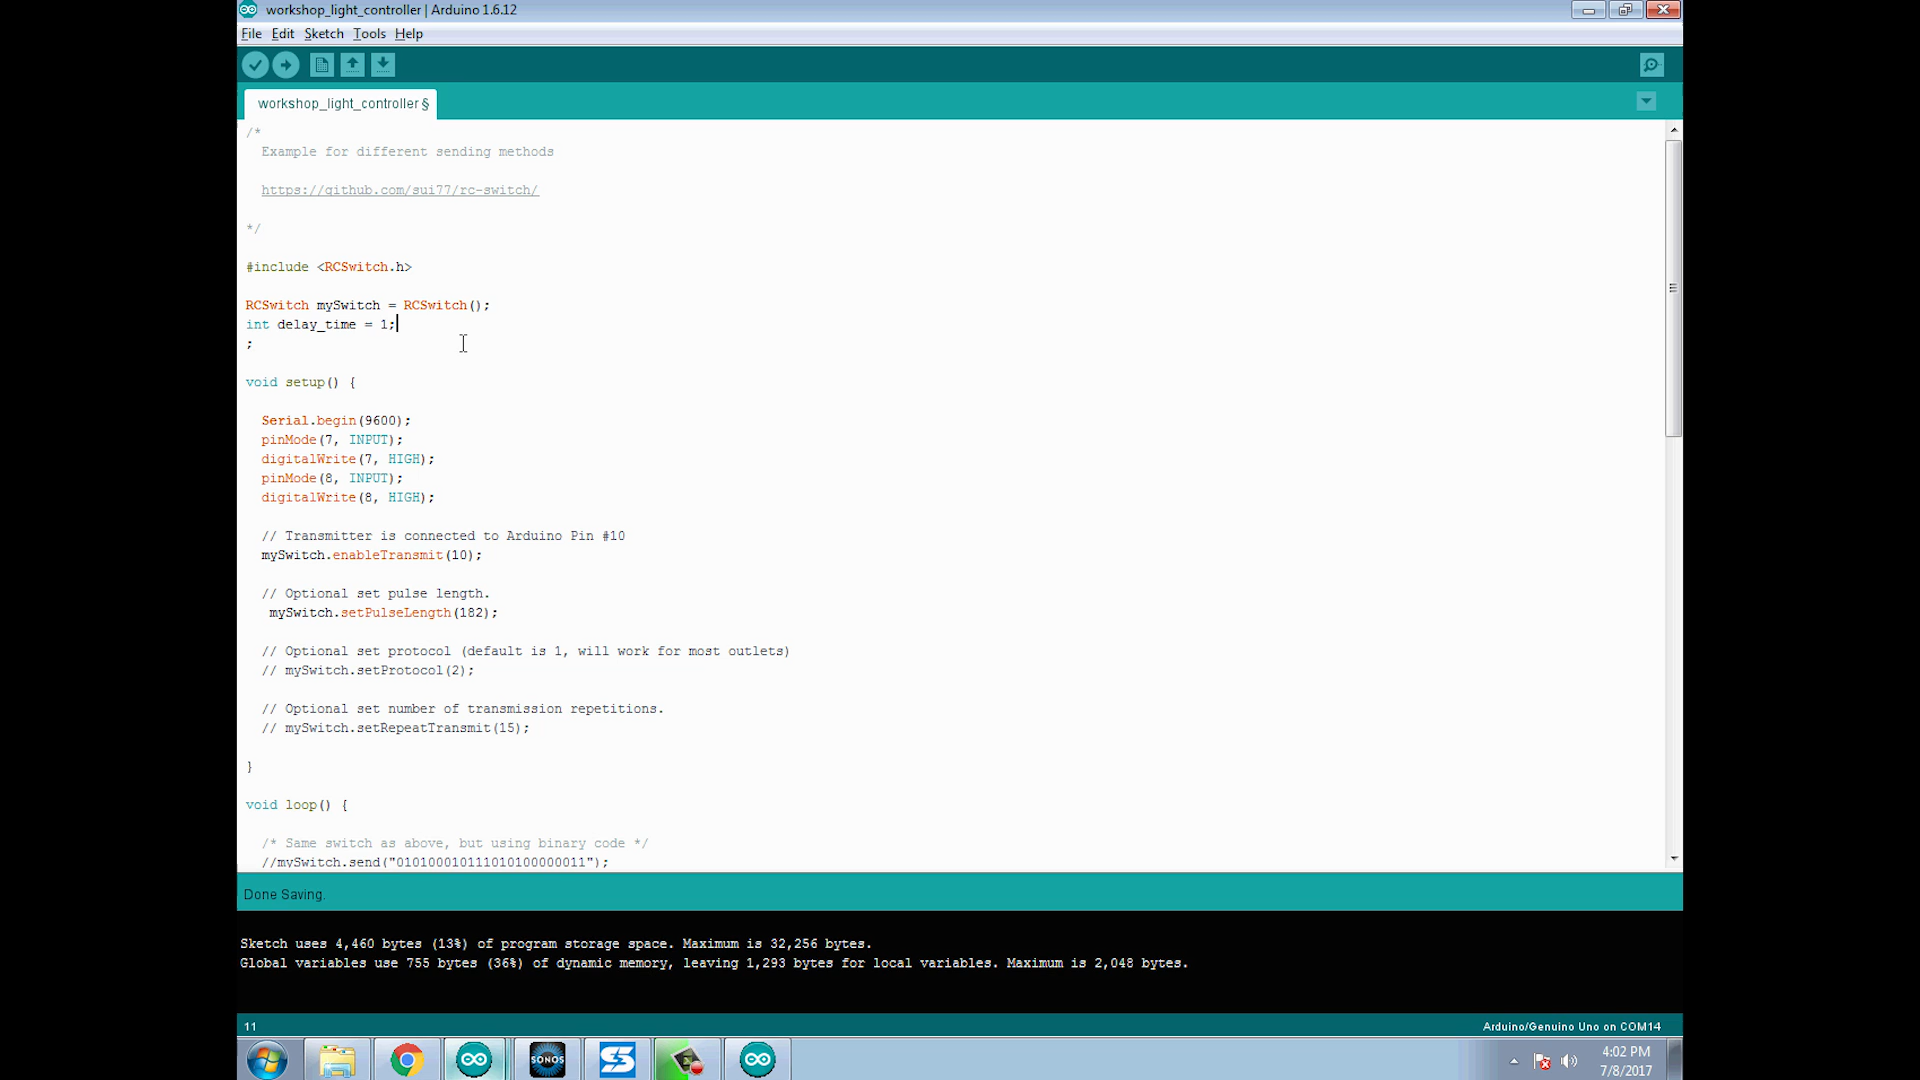 workshop_light_controller | Arduino 1.6.12
File Edit Sketch Tools Help
workshop_light_controller §
/*
Example for different sending methods
https://github.com/sui77/rc-switch/
*/
#include <RCSwitch.h>
RCSwitch mySwitch = RCSwitch();
int delay_time = 1;
;
void setup() {
Serial.begin(9600);
pinMode(7, INPUT);
digitalWrite(7, HIGH);
pinMode(8, INPUT);
digitalWrite(8, HIGH);
// Transmitter is connected to Arduino Pin #10
mySwitch.enableTransmit(10);
// Optional set pulse length.
mySwitch.setPulseLength(182);
// Optional set protocol (default is 1, will work for most outlets)
// mySwitch.setProtocol(2);
// Optional set number of transmission repetitions.
// mySwitch.setRepeatTransmit(15);
}
void loop() {
/* Same switch as above, but using binary code */
//mySwitch.send("010100010111010100000011");
Done Saving.
Sketch uses 4,460 bytes (13%) of program storage space. Maximum is 32,256 bytes.
Global variables use 755 bytes (36%) of dynamic memory, leaving 1,293 bytes for local variables. Maximum is 2,048 bytes.
11
Arduino/Genuino Uno on COM14
SONOS
4:02 PM
7/8/2017